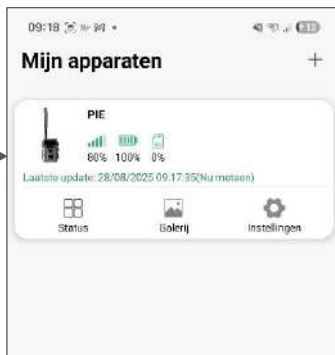 09:18
Mijn apparaten
PIE
80% 100% 0%
Laatste update: 28/08/2025 09:17:35(Nu meteen)
Status Galerij Instellingen